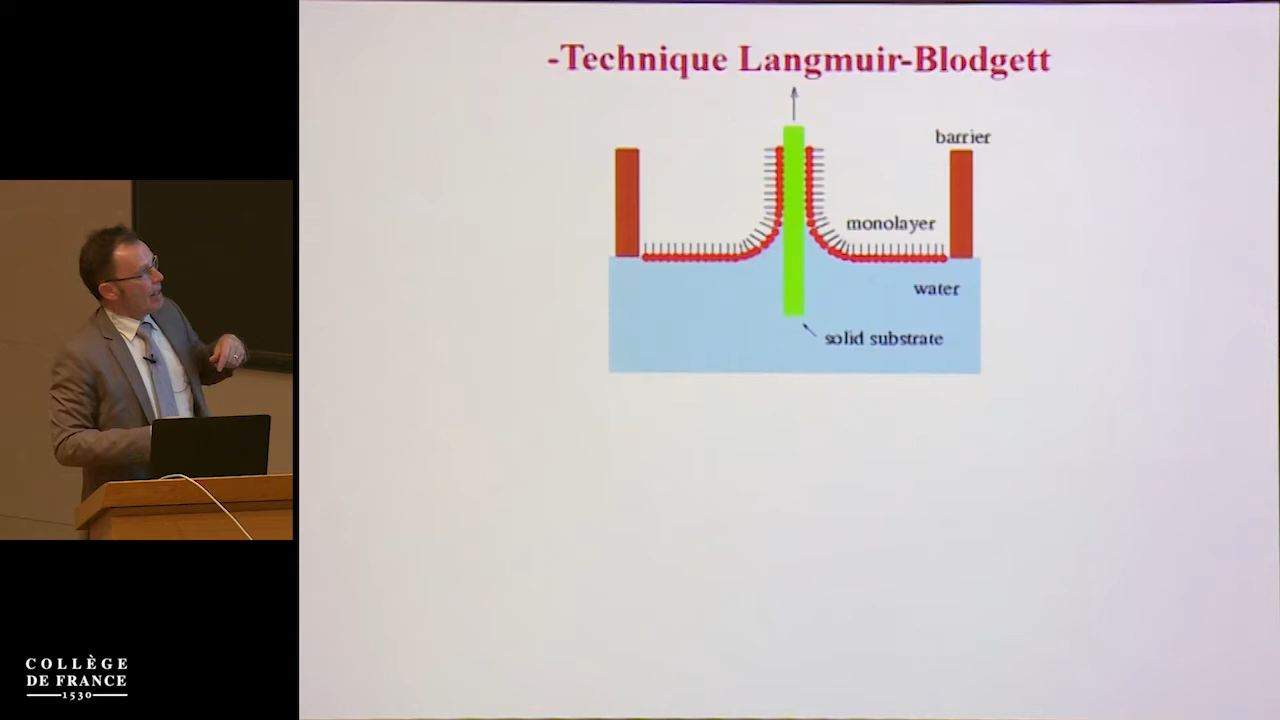 -Technique Langmuir-Blodgett
barrier
monolayer
water
solid substrate
COLLÈGE
DE FRANCE
1530